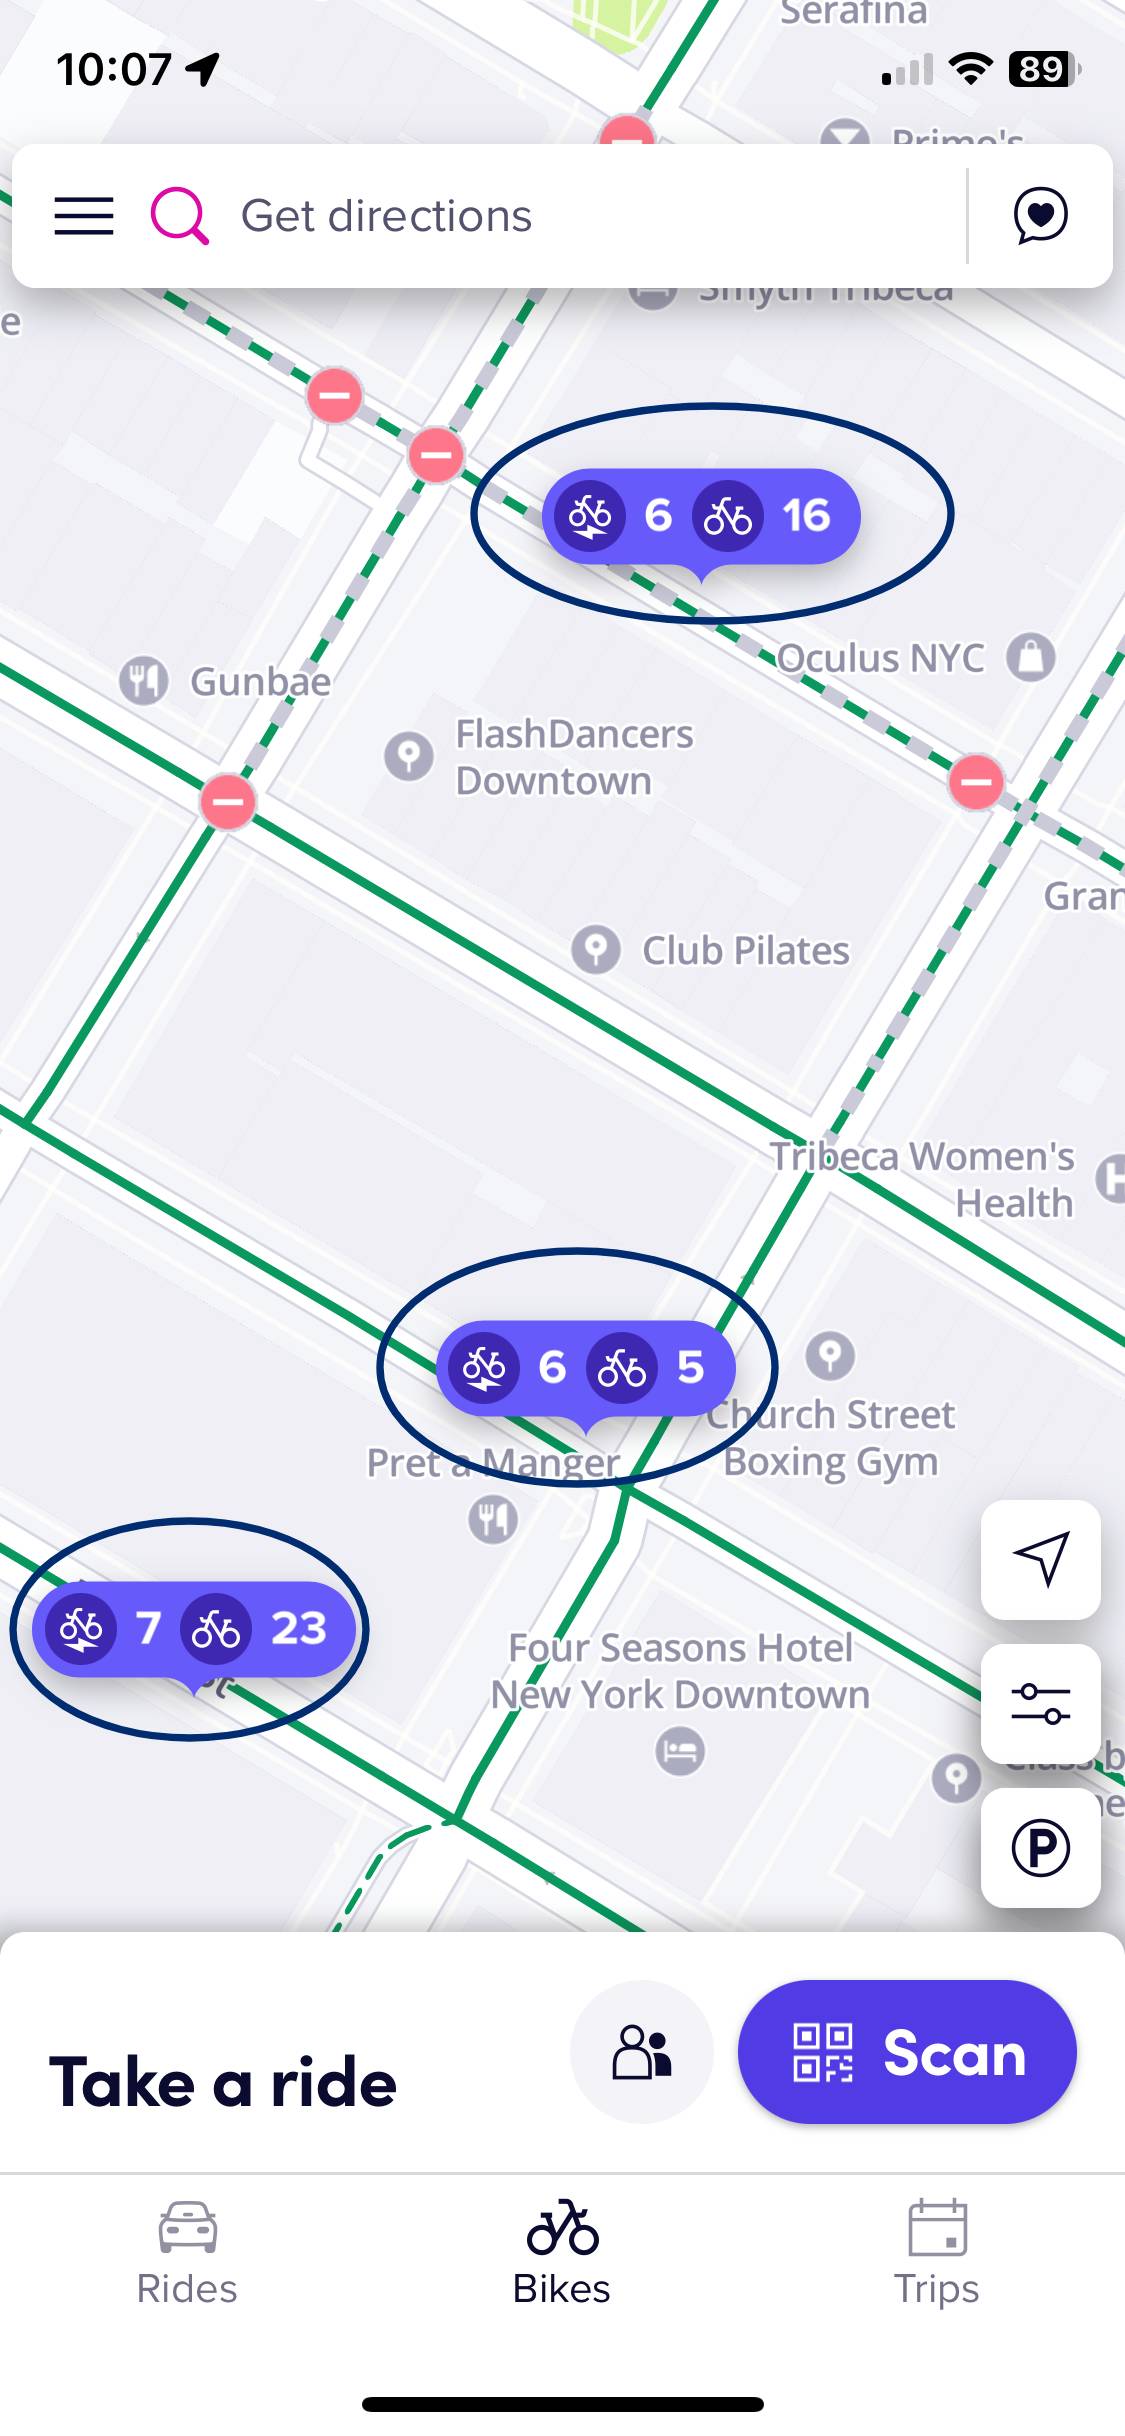 Serafina
10:07
89
Prime's
Get directions
Smyth Tribeca
e
6 16
Oculus NYC
Gunbae
FlashDancers
Downtown
Gran
Club Pilates
Tribeca Women's
Health
6 5
Church Street
Boxing Gym
Pret a Manger
7 23
Four Seasons Hotel
New York Downtown
P
Take a ride
Scan
Rides
Bikes
Trips